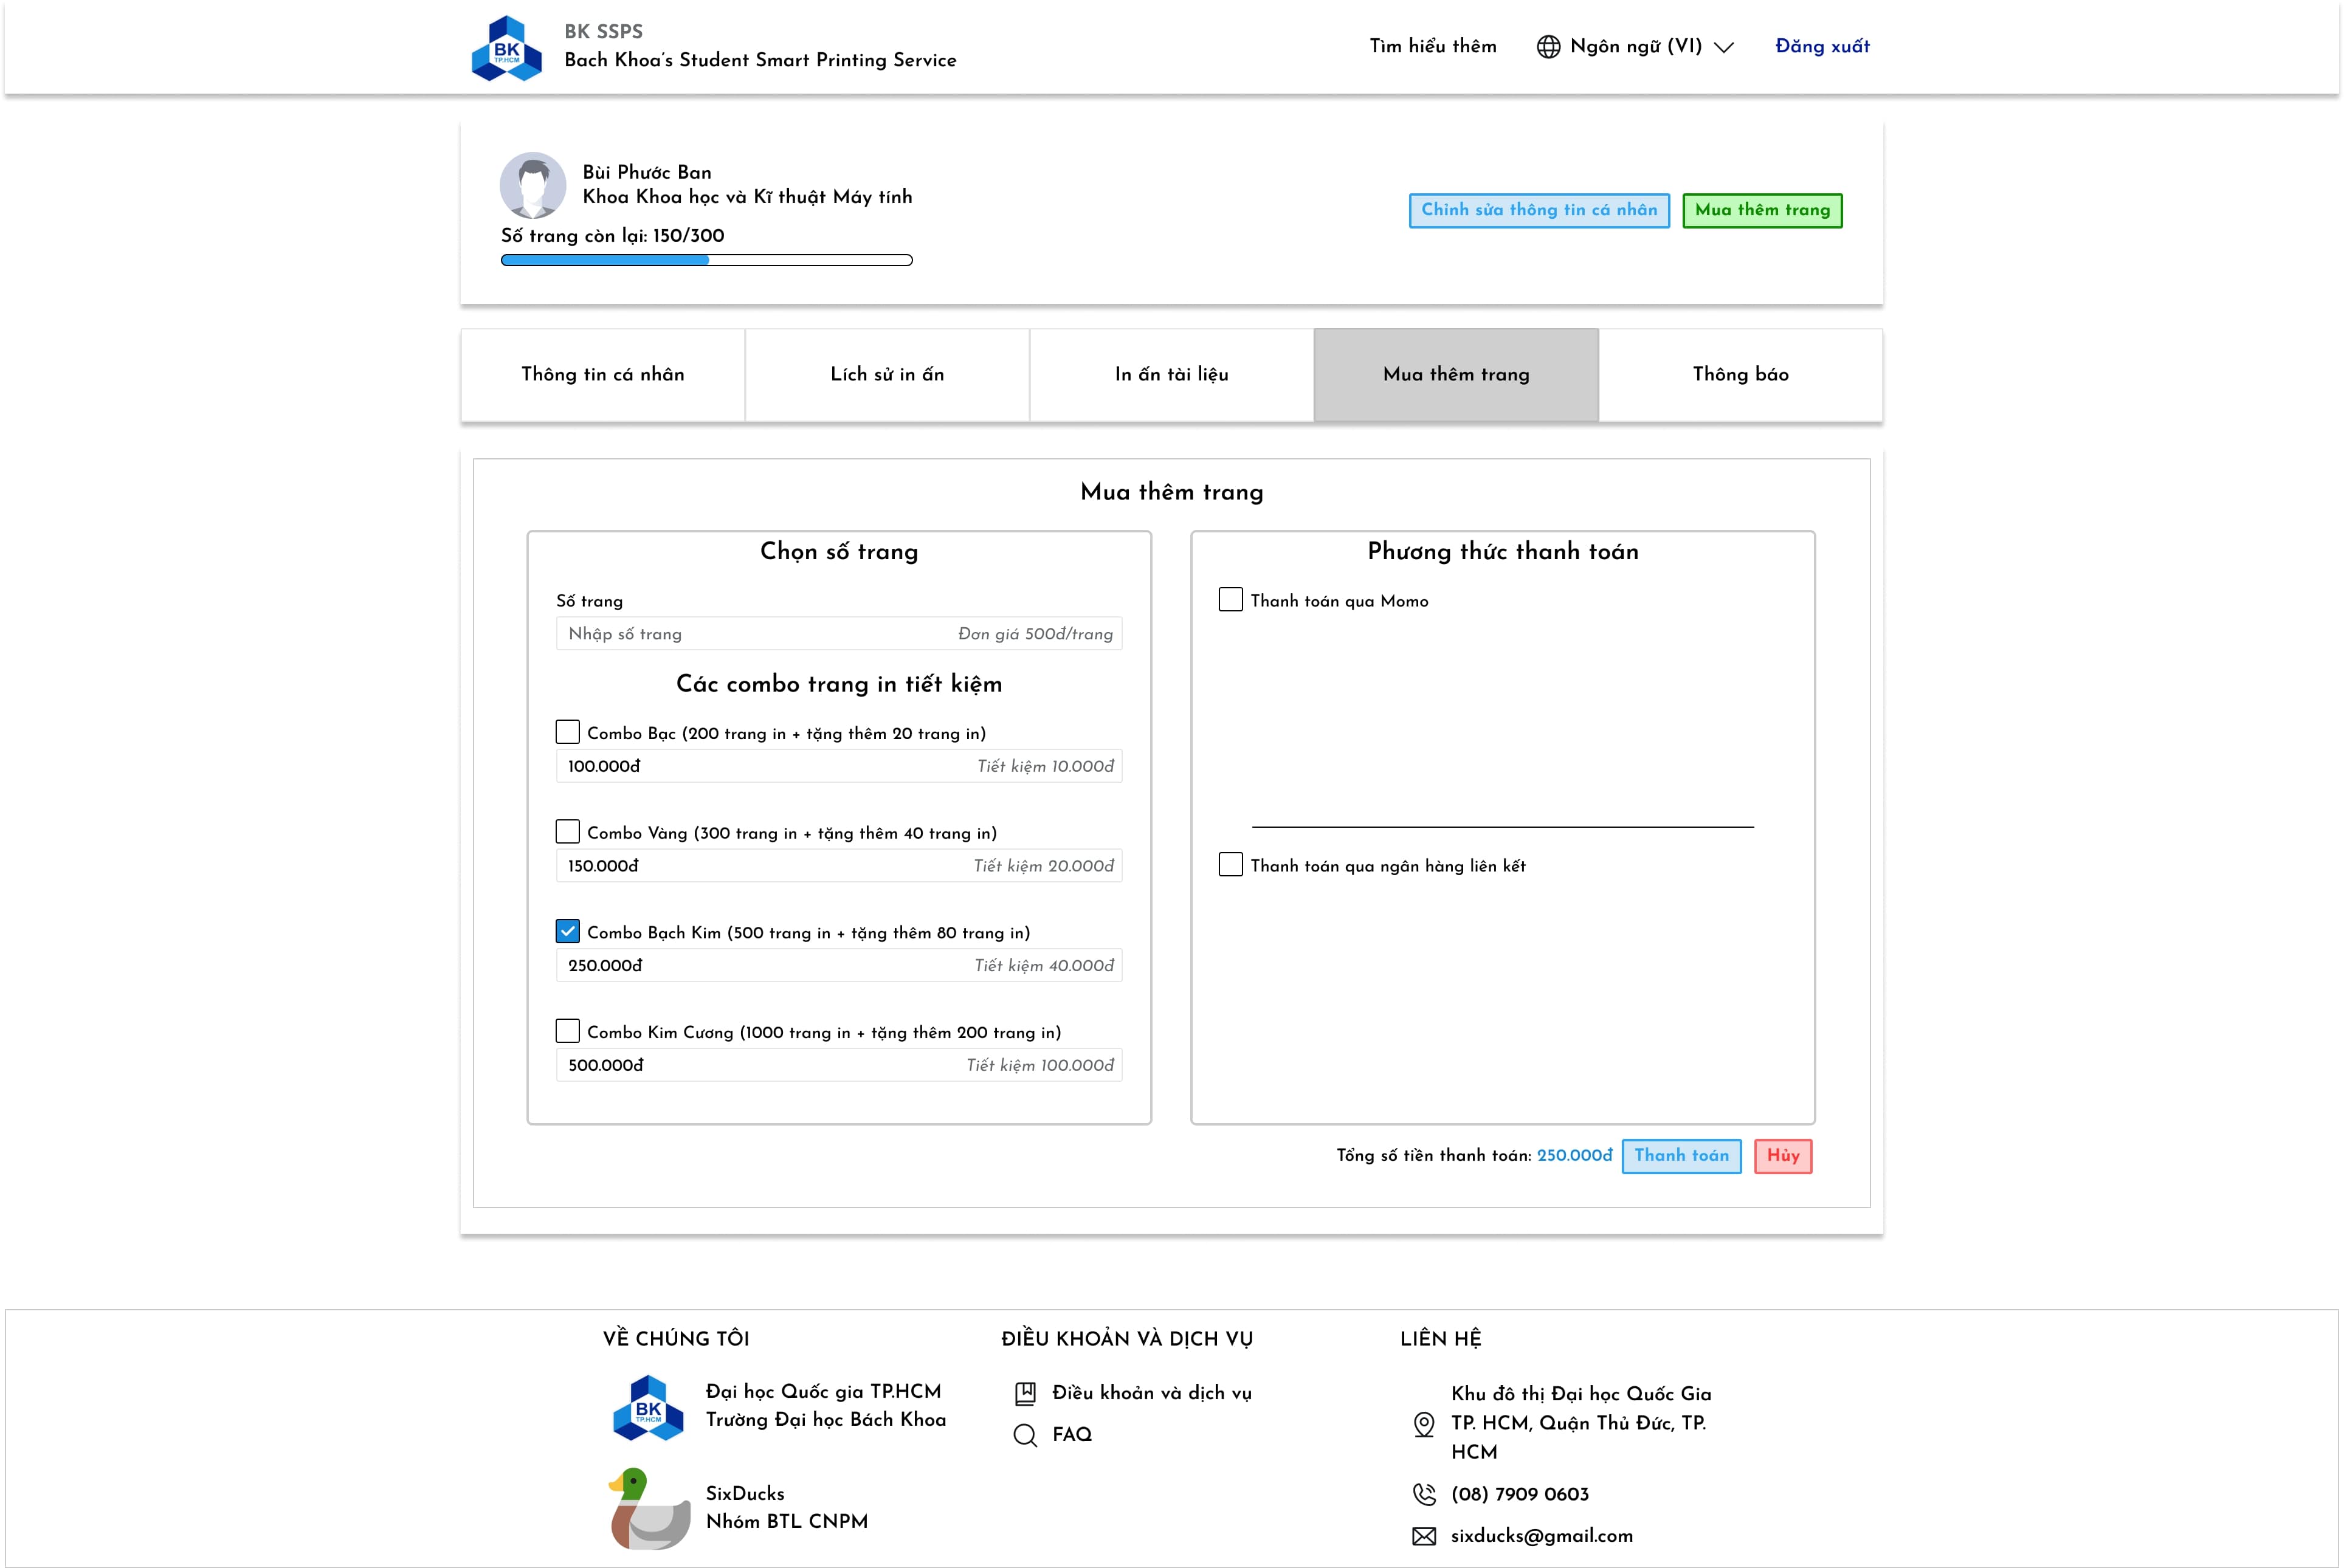 BK
TP.HCM
BK SSPS
Bach Khoa's Student Smart Printing Service
Tìm hiểu thêm
Ngôn ngữ (VI)
Đăng xuất
Bùi Phước Ban
Khoa Khoa học và Kĩ thuật Máy tính
Số trang còn lại: 150/300
Chỉnh sửa thông tin cá nhân
Mua thêm trang
Thông tin cá nhân
Lích sử in ấn
In ấn tài liệu
Mua thêm trang
Thông báo
Mua thêm trang
Chọn số trang
Số trang
Nhập số trang
Đơn giá 500đ/trang
Các combo trang in tiết kiệm
Combo Bạc (200 trang in + tặng thêm 20 trang in)
100.000đ
Tiết kiệm 10.000đ
Combo Vàng (300 trang in + tặng thêm 40 trang in)
150.000đ
Tiết kiệm 20.000đ
Combo Bạch Kim (500 trang in + tặng thêm 80 trang in)
250.000đ
Tiết kiệm 40.000đ
Combo Kim Cương (1000 trang in + tặng thêm 200 trang in)
500.000đ
Tiết kiệm 100.000đ
Phương thức thanh toán
Thanh toán qua Momo
Thanh toán qua ngân hàng liên kết
Tổng số tiền thanh toán: 250.000đ
Thanh toán
Hủy
VỀ CHÚNG TÔI
BK
TP.HCM
Đại học Quốc gia TP.HCM
Trường Đại học Bách Khoa
SixDucks
Nhóm BTL CNPM
ĐIỀU KHOẢN VÀ DỊCH VỤ
Điều khoản và dịch vụ
FAQ
LIÊN HỆ
Khu đô thị Đại học Quốc Gia
TP. HCM, Quận Thủ Đức, TP.
HCM
(08) 7909 0603
sixducks@gmail.com